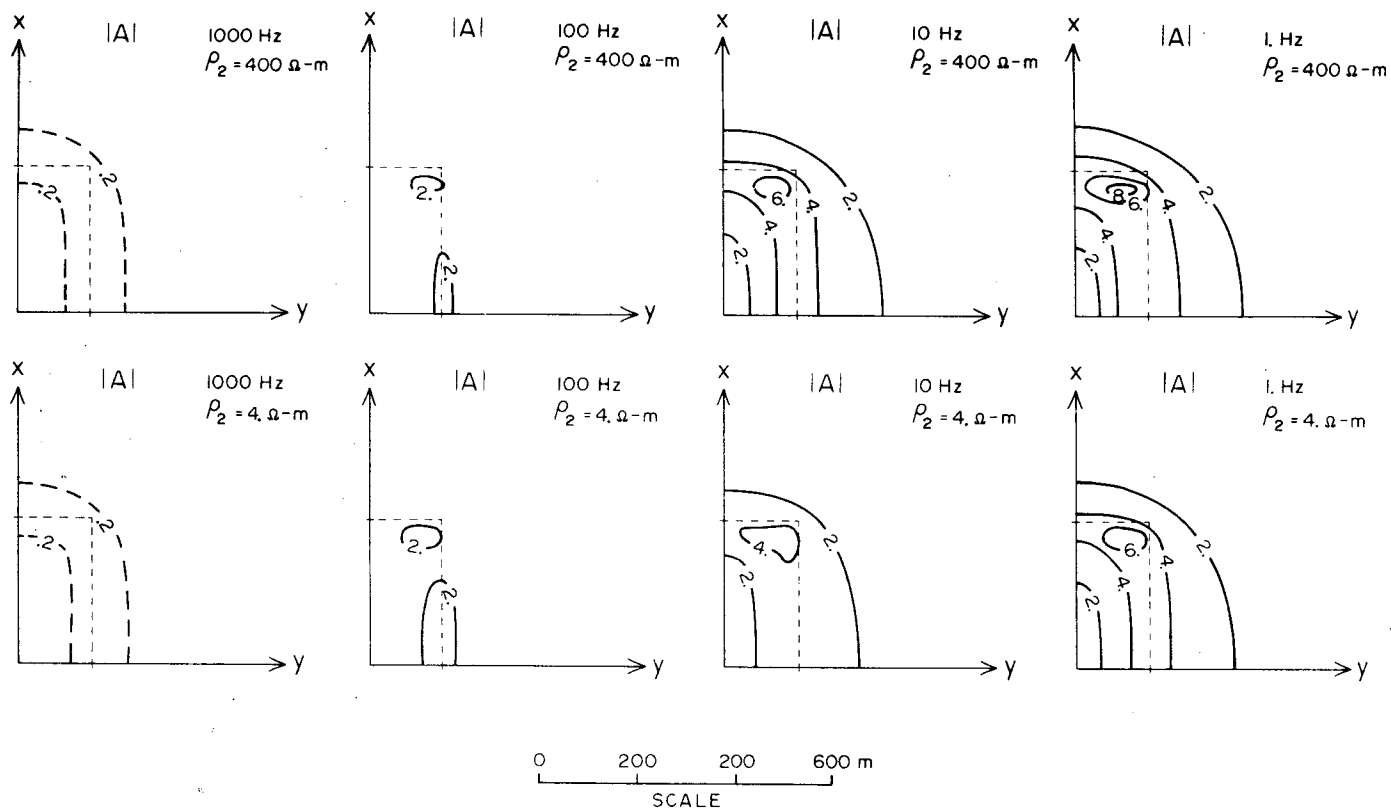 x |A| 1000 Hz
ρ₂ = 400 Ω-m
.2
.2
y
x |A| 100 Hz
ρ₂ = 400 Ω-m
2.
2.
y
x |A| 10 Hz
ρ₂ = 400 Ω-m
6.
2.
4.
4.
2.
y
x |A| 1. Hz
ρ₂ = 400 Ω-m
8.
6.
4.
2.
4.
2.
y
x |A| 1000 Hz
ρ₂ = 4. Ω-m
.2
.2
y
x |A| 100 Hz
ρ₂ = 4. Ω-m
2.
2.
y
x |A| 10 Hz
ρ₂ = 4. Ω-m
4.
2.
2.
y
x |A| 1. Hz
ρ₂ = 4. Ω-m
6.
4.
2.
4.
2.
y
0 200 200 600 m
SCALE